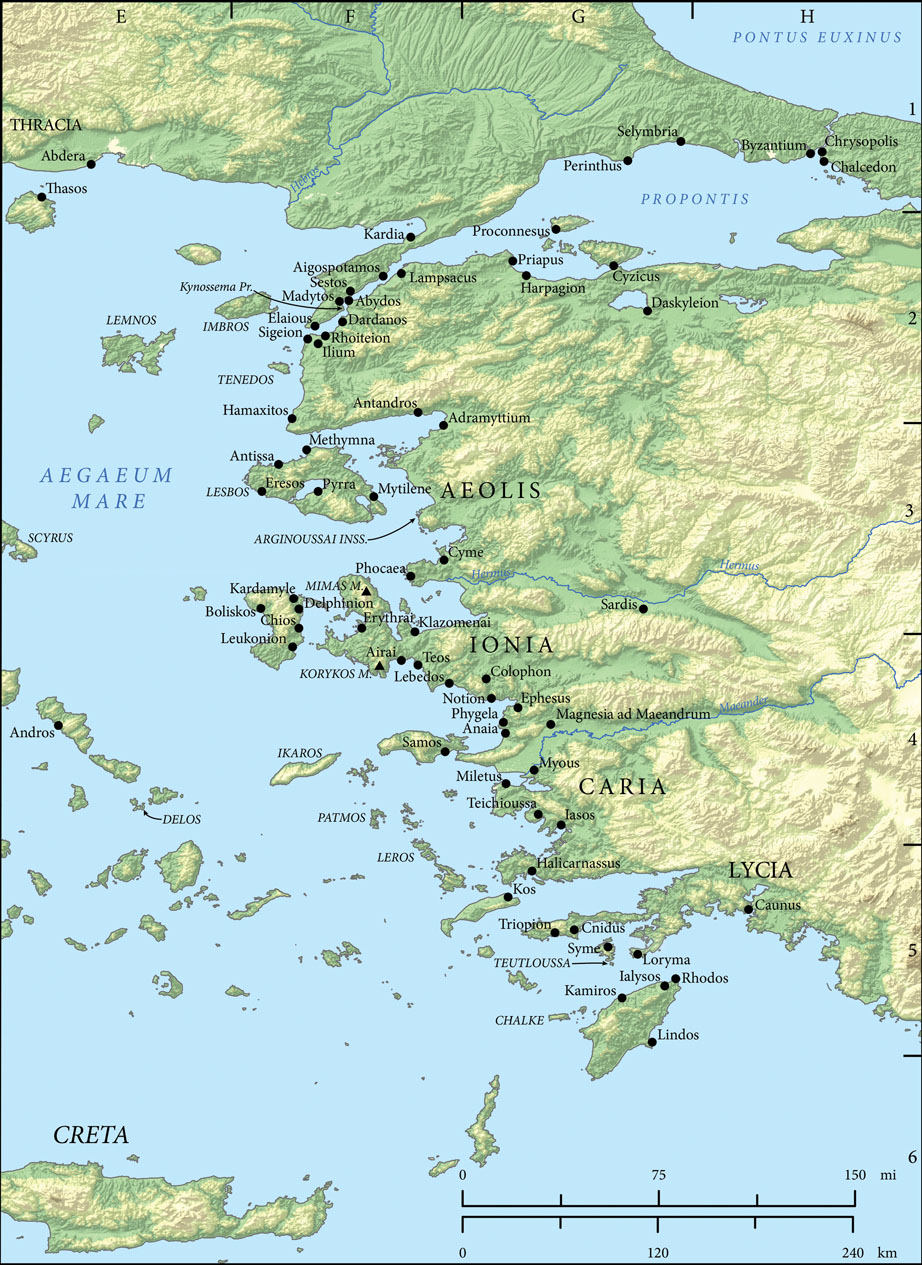 E
F
G
H
PONTUS EUXINUS
1
THRACIA
Selymbria
Byzantium
Chrysopolis
Abdera
Perinthus
Chalcedon
Hebrus
Thasos
PROPONTIS
Kardia
Proconnesus
Aigospotamos
Priapus
Sestos
Lampsacus
Cyzicus
Kynossema Pr.
Harpagion
Madytos
Abydos
Daskyleion
LEMNOS
IMBROS
Elaious
Dardanos
2
Sigeion
Rhoiteion
Ilium
TENEDOS
Hamaxitos
Antandros
Adramyttium
Methymna
Antissa
AEGAEUM
MARE
LESBOS
Eresos
Pyrra
Mytilene
AEOLIS
3
SCYRUS
ARGINOUSSAI INSS.
Cyme
Phocaea
Hermus
Hermus
Kardamyle
MIMAS M.
Delphinion
Boliskos
Sardis
Chios
Erythrai
Klazomenai
Leukonion
IONIA
Airai
Teos
KORYKOS M.
Lebedos
Colophon
Notion
Ephesus
Maeander
Phygela
Magnesia ad Maeandrum
Anaia
Andros
Samos
4
IKAROS
Myous
Miletus
CARIA
Teichioussa
DELOS
PATMOS
Iasos
LEROS
Halicarnassus
LYCIA
Kos
Caunus
Triopion
Cnidus
Syme
5
TEUTLOUSSA
Loryma
Ialysos
Rhodos
Kamiros
CHALKE
Lindos
CRETA
6
0
75
150
mi
0
120
240
km